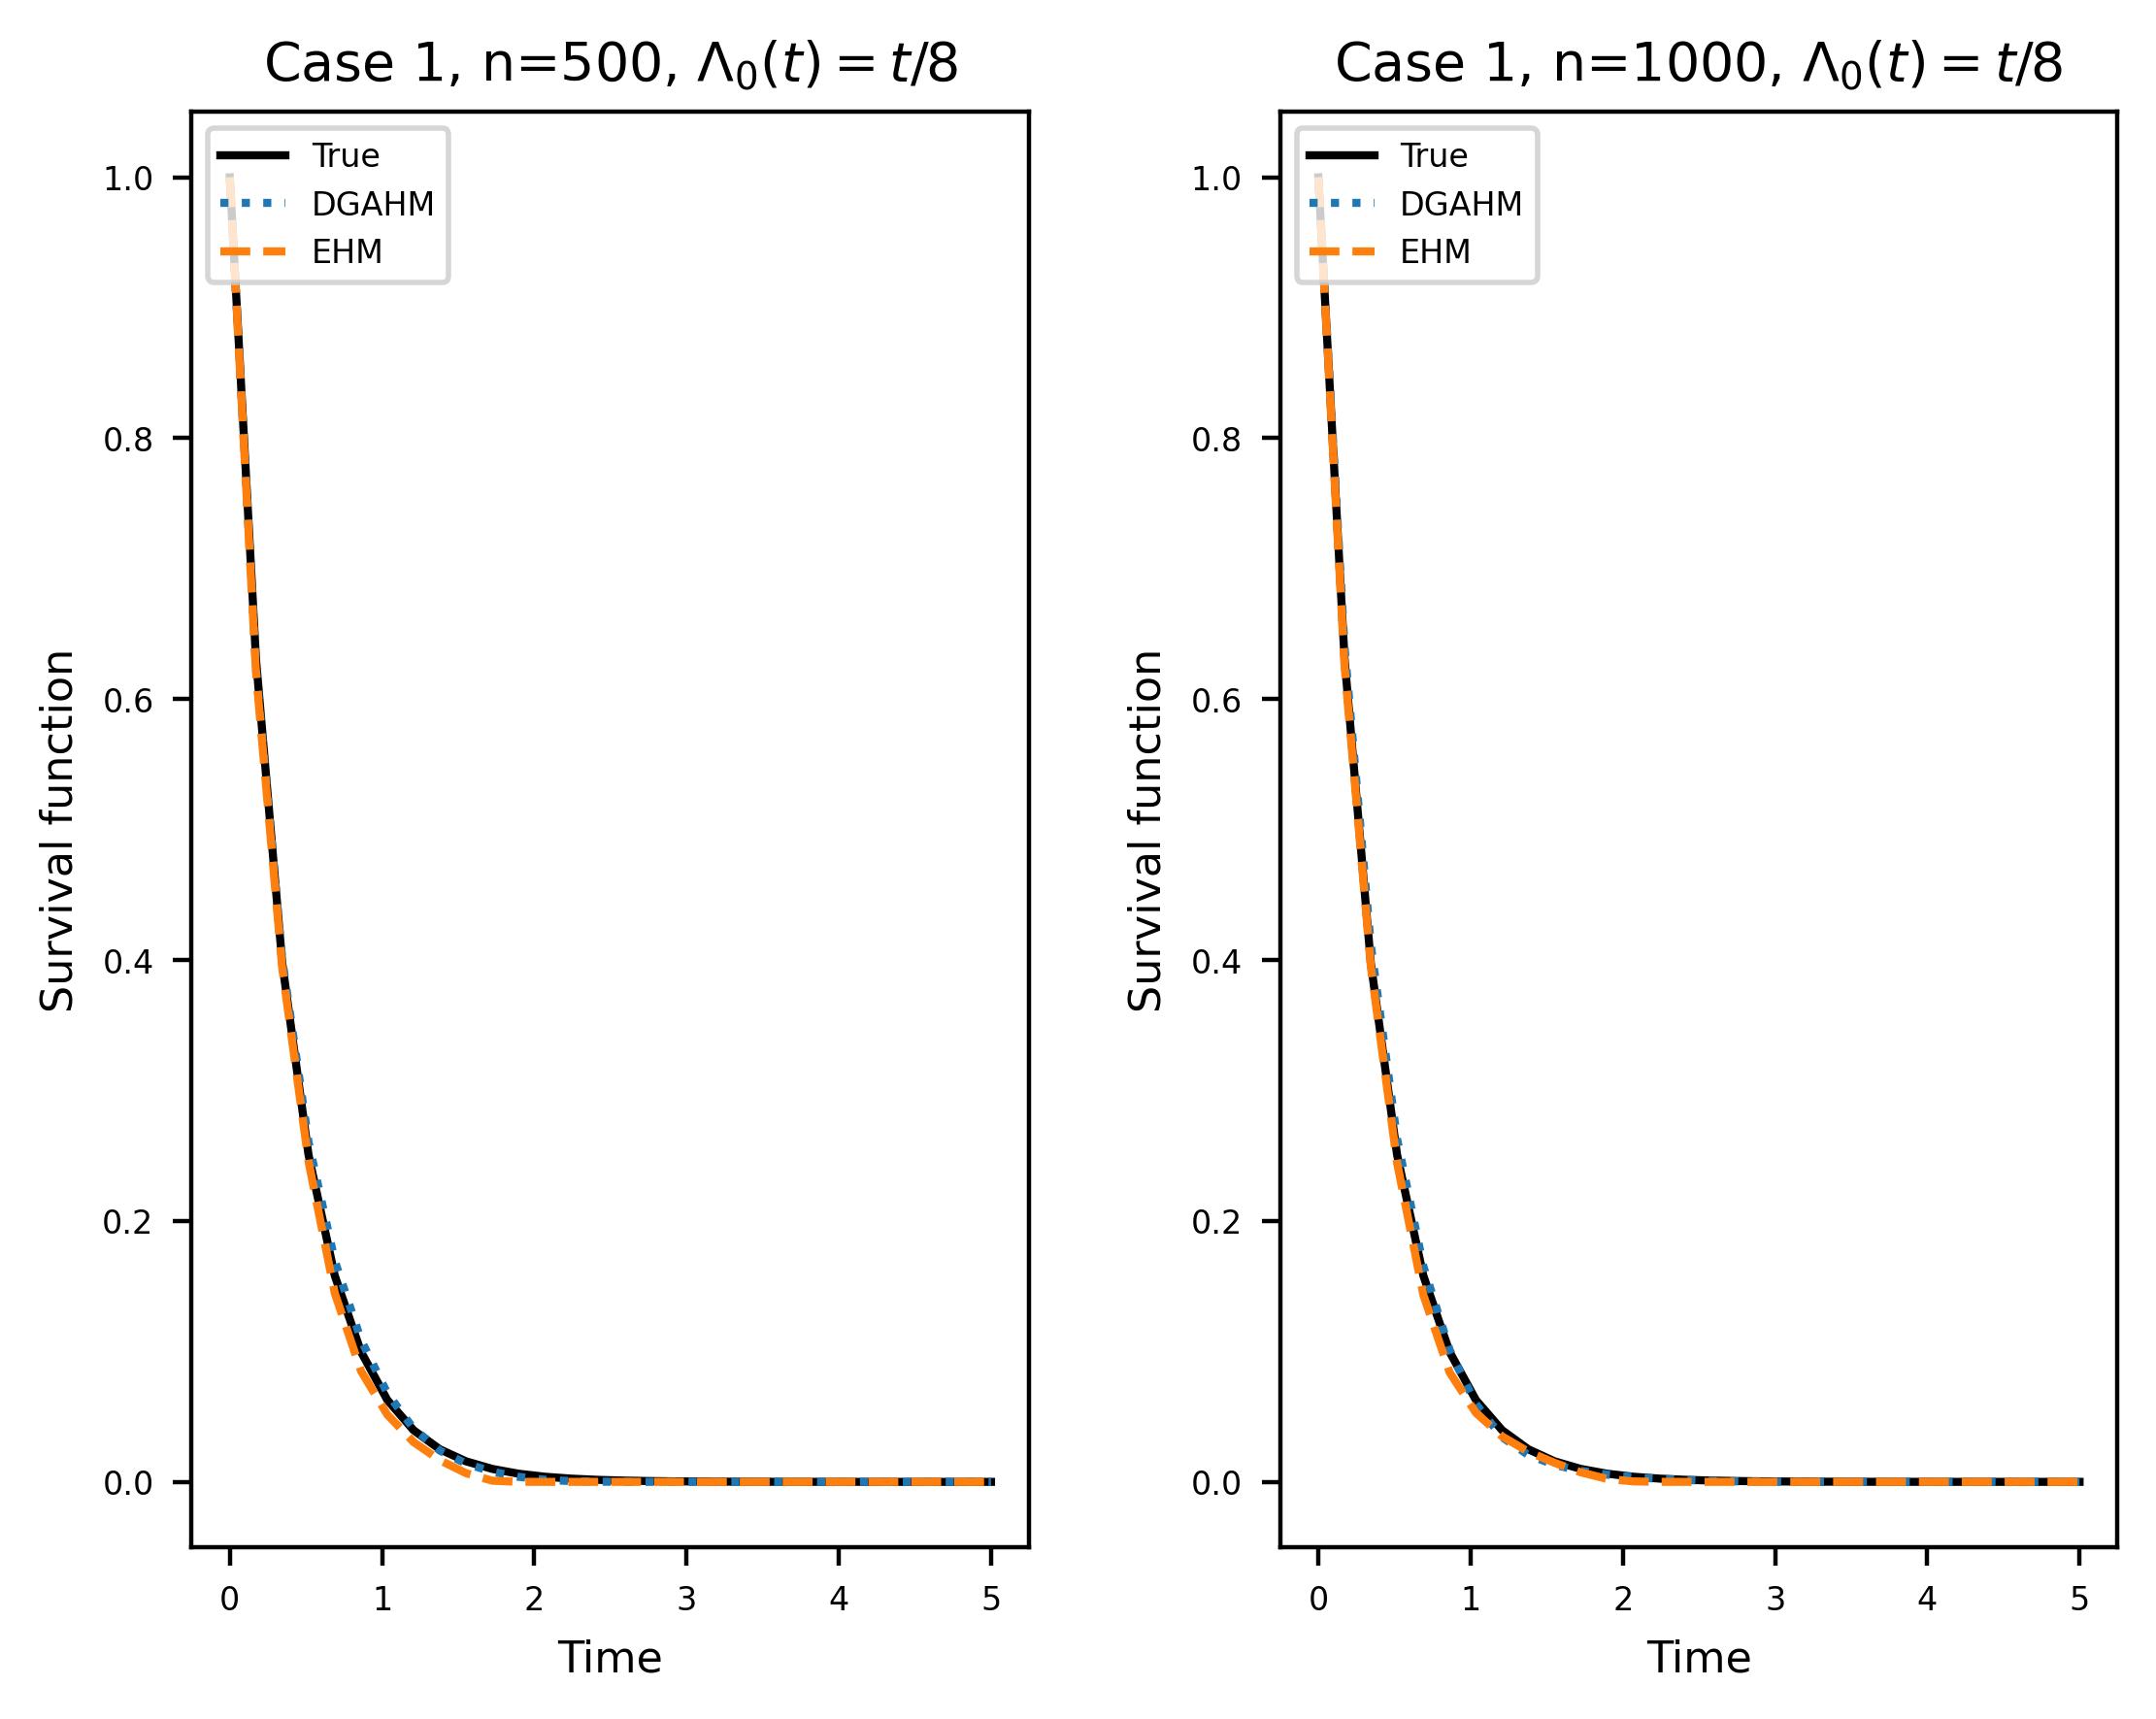 Case 1, n=500, Λ₀(t) = t/8
True
DGAHM
EHM
1.0
0.8
0.6
0.4
0.2
0.0
Survival function
0 1 2 3 4 5
Time
Case 1, n=1000, Λ₀(t) = t/8
True
DGAHM
EHM
1.0
0.8
0.6
0.4
0.2
0.0
Survival function
0 1 2 3 4 5
Time